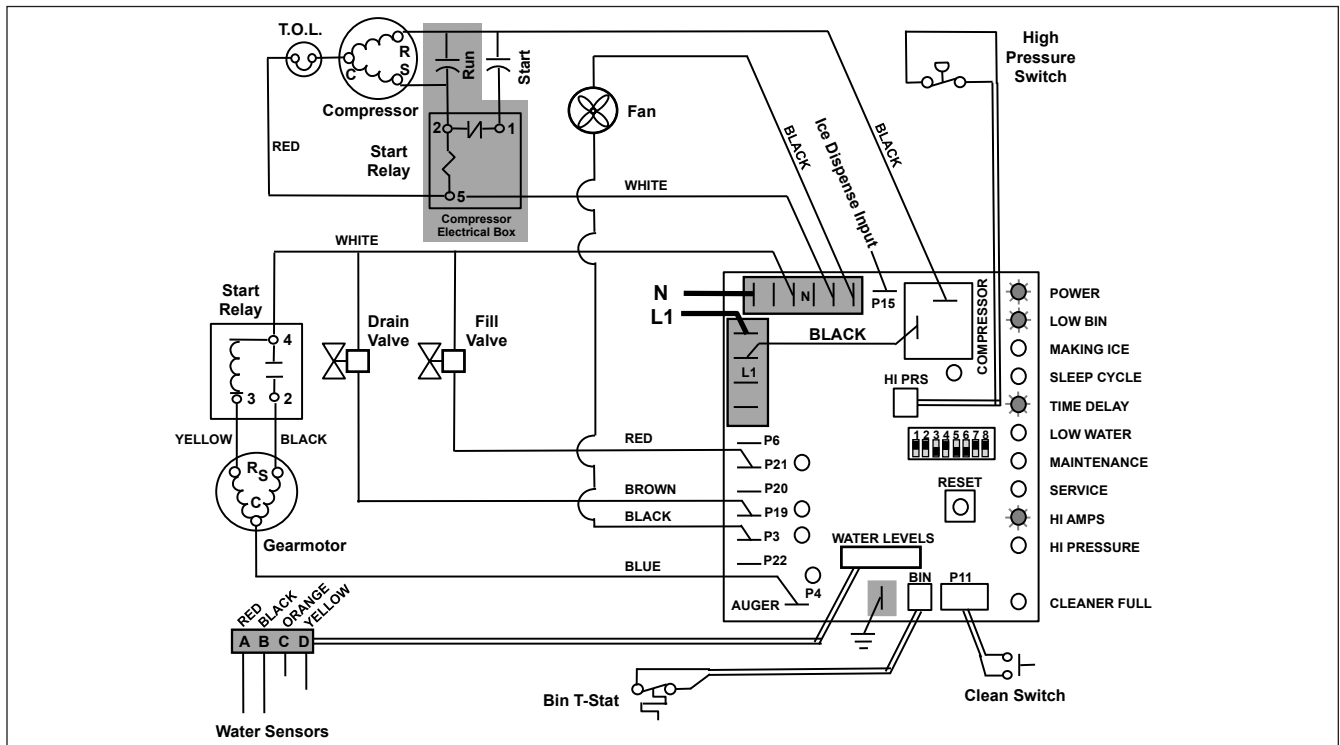 T.O.L.
C
R
S
Compressor
Run
Start
2
1
Start
Relay
5
Compressor
Electrical Box
RED
WHITE
Fan
BLACK
Ice Dispense Input
BLACK
High
Pressure
Switch
WHITE
Start
Relay
4
3
2
YELLOW
BLACK
R
S
C
Gearmotor
Drain
Valve
Fill
Valve
N
L1
N
P15
BLACK
L1
COMPRESSOR
HI PRS
1 2 3 4 5 6 7 8
RESET
RED
BROWN
BLACK
BLUE
P6
P21
P20
P19
P3
P22
P4
AUGER
WATER LEVELS
BIN
P11
POWER
LOW BIN
MAKING ICE
SLEEP CYCLE
TIME DELAY
LOW WATER
MAINTENANCE
SERVICE
HI AMPS
HI PRESSURE
CLEANER FULL
RED
BLACK
ORANGE
YELLOW
A B C D
Water Sensors
Bin T-Stat
Clean Switch